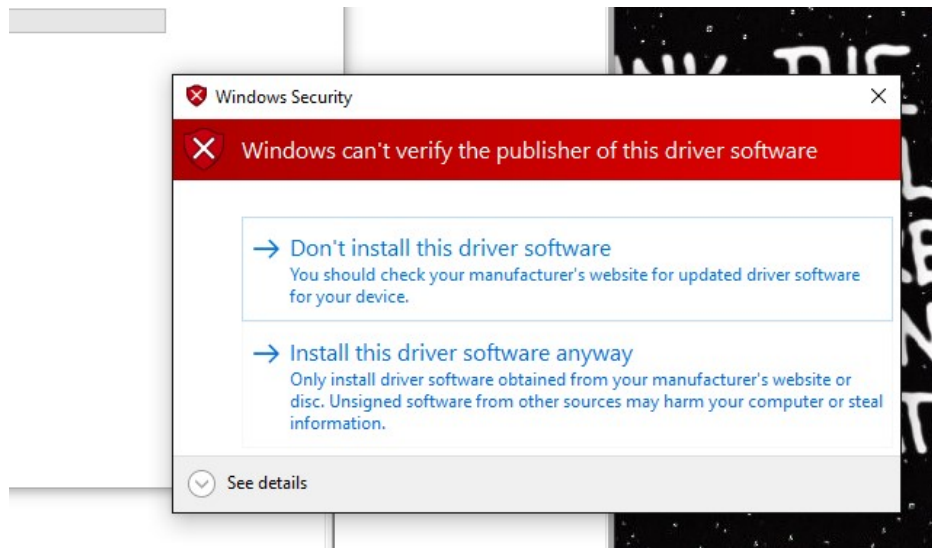 Windows Security
Windows can't verify the publisher of this driver software
Don't install this driver software
You should check your manufacturer's website for updated driver software
for your device.
Install this driver software anyway
Only install driver software obtained from your manufacturer's website or
disc. Unsigned software from other sources may harm your computer or steal
information.
See details